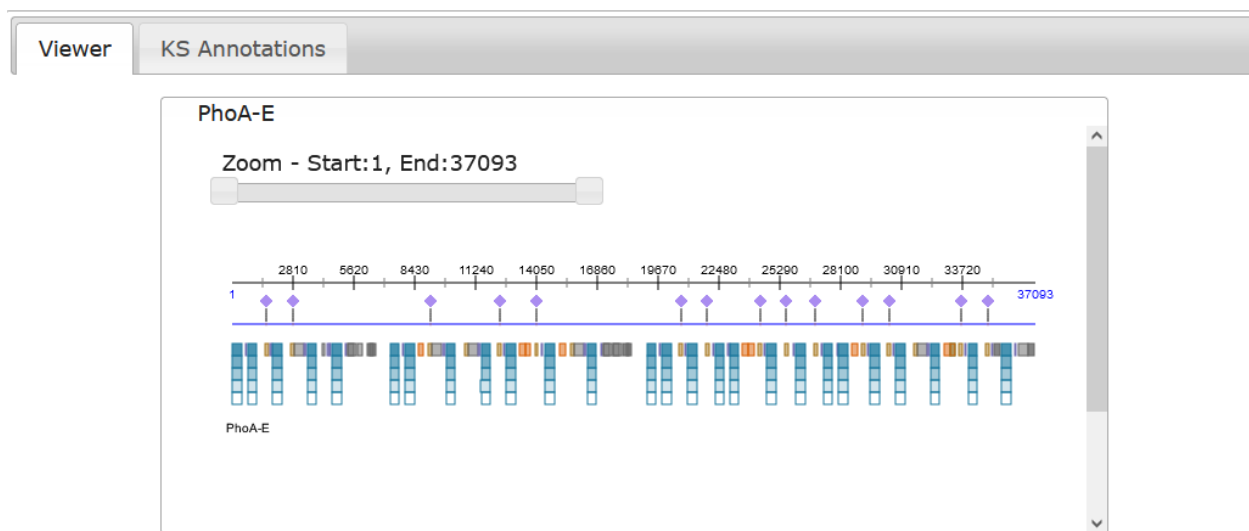 Viewer KS Annotations
PhoA-E
Zoom - Start:1, End:37093
2810 5620 8430 11240 14050 16860 19670 22480 25290 28100 30910 33720
1 37093
PhoA-E